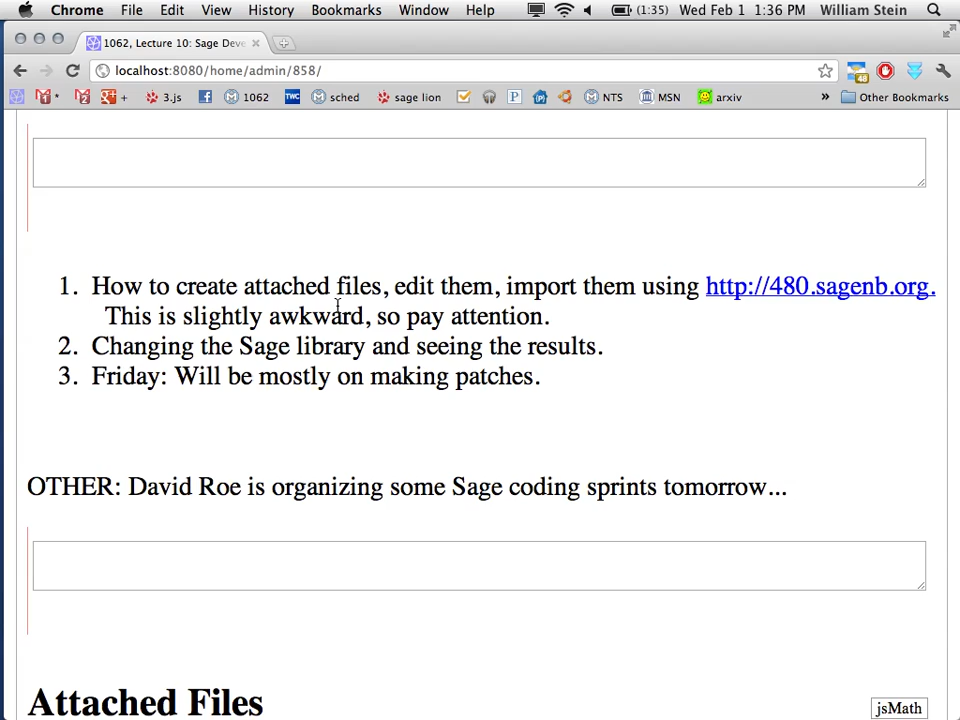 Chrome File Edit View History Bookmarks Window Help (1:35) Wed Feb 1 1:36 PM William Stein
1062, Lecture 10: Sage Deve
localhost:8080/home/admin/858/
3.js 1062 TWC sched sage lion NTS MSN arxiv » Other Bookmarks
1. How to create attached files, edit them, import them using http://480.sagenb.org.
This is slightly awkward, so pay attention.
2. Changing the Sage library and seeing the results.
3. Friday: Will be mostly on making patches.
OTHER: David Roe is organizing some Sage coding sprints tomorrow...
Attached Files
jsMath